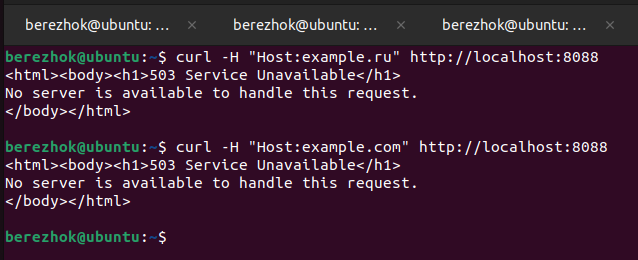 berezhok@ubuntu: ... × berezhok@ubuntu: ... × berezhok@ubuntu: ... ×
berezhok@ubuntu:~$ curl -H "Host:example.ru" http://localhost:8088
<html><body><h1>503 Service Unavailable</h1>
No server is available to handle this request.
</body></html>
berezhok@ubuntu:~$ curl -H "Host:example.com" http://localhost:8088
<html><body><h1>503 Service Unavailable</h1>
No server is available to handle this request.
</body></html>
berezhok@ubuntu:~$